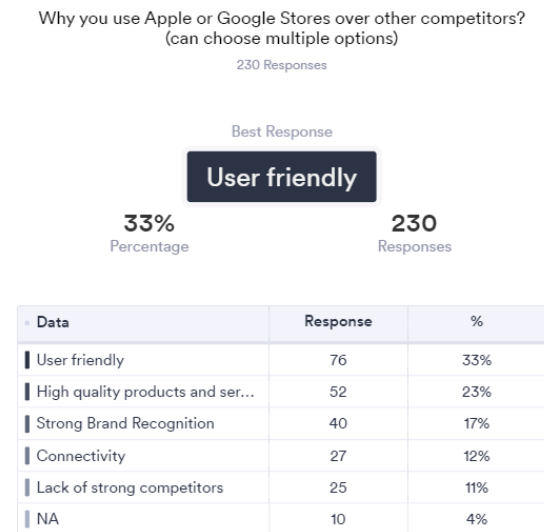 Why you use Apple or Google Stores over other competitors?
(can choose multiple options)
230 Responses
Best Response
User friendly
33% 230
Percentage Responses
Data Response %
User friendly 76 33%
High quality products and ser... 52 23%
Strong Brand Recognition 40 17%
Connectivity 27 12%
Lack of strong competitors 25 11%
NA 10 4%